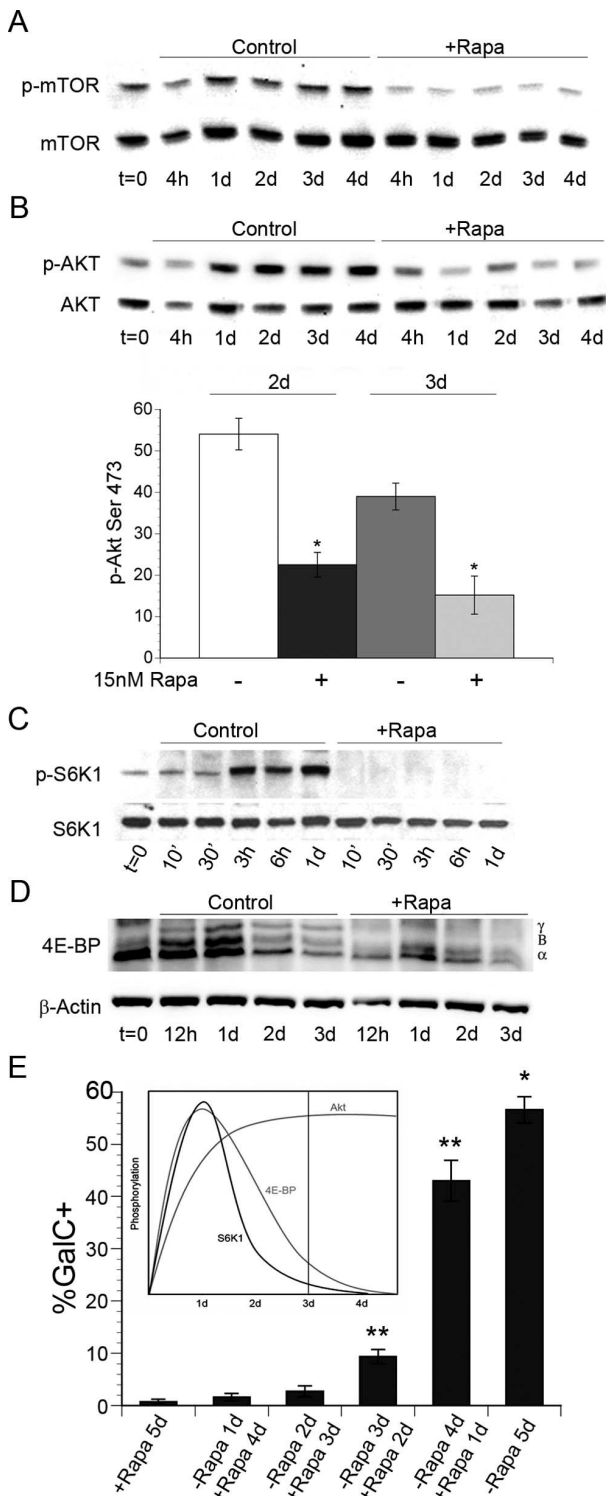 A
Control +Rapa
p-mTOR
mTOR
t=0 4h 1d 2d 3d 4d 4h 1d 2d 3d 4d
B
Control +Rapa
p-AKT
AKT
t=0 4h 1d 2d 3d 4d 4h 1d 2d 3d 4d
2d 3d
p-Akt Ser 473
60
50
40
30
20
10
0
* *
15nM Rapa - + - +
C
Control +Rapa
p-S6K1
S6K1
t=0 10' 30' 3h 6h 1d 10' 30' 3h 6h 1d
D
Control +Rapa
4E-BP
γ
B
α
β-Actin
t=0 12h 1d 2d 3d 12h 1d 2d 3d
E
%GalC+
60
50
40
30
20
10
0
Phosphorylation
Akt
4E-BP
S6K1
1d 2d 3d 4d
** ** *
+Rapa 5d
-Rapa 1d
+Rapa 4d
-Rapa 2d
+Rapa 3d
-Rapa 3d
+Rapa 2d
-Rapa 4d
+Rapa 1d
-Rapa 5d